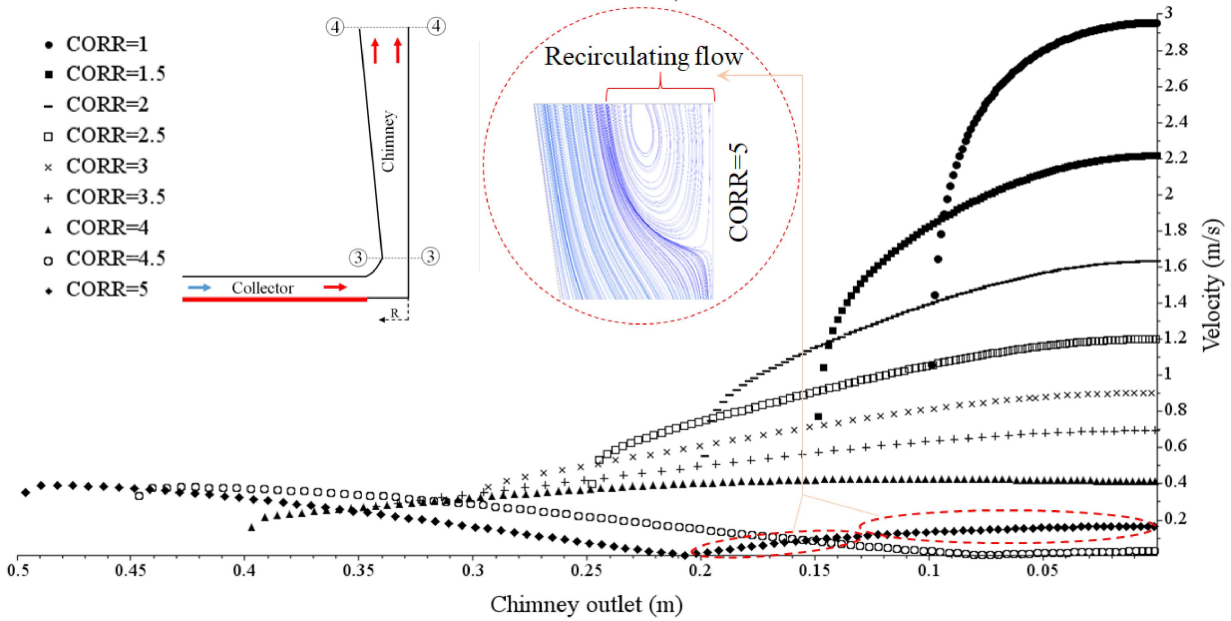 CORR=1
CORR=1.5
CORR=2
CORR=2.5
CORR=3
CORR=3.5
CORR=4
CORR=4.5
CORR=5
4
4
Chimney
3
3
Collector
R
Recirculating flow
CORR=5
3
2.8
2.6
2.4
2.2
2
1.8
1.6
1.4
1.2
1
0.8
0.6
0.4
0.2
Velocity (m/s)
0.5
0.45
0.4
0.35
0.3
0.25
0.2
0.15
0.1
0.05
Chimney outlet (m)